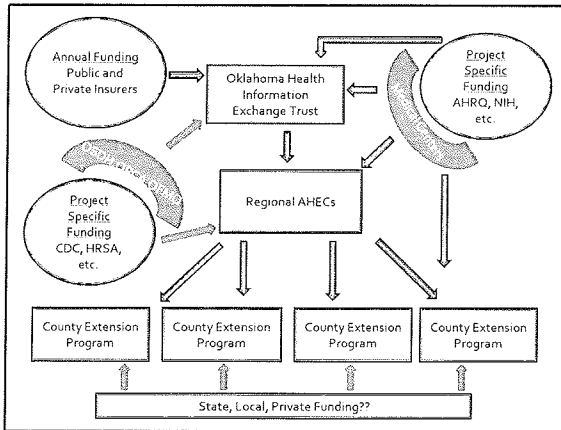 Annual Funding
Public and
Private Insurers
Oklahoma Health
Information
Exchange Trust
Project
Specific
Funding
AHRQ, NIH,
etc.
Project
Specific
Funding
CDC, HRSA,
etc.
Regional AHECs
County Extension
Program
County Extension
Program
County Extension
Program
County Extension
Program
State, Local, Private Funding??